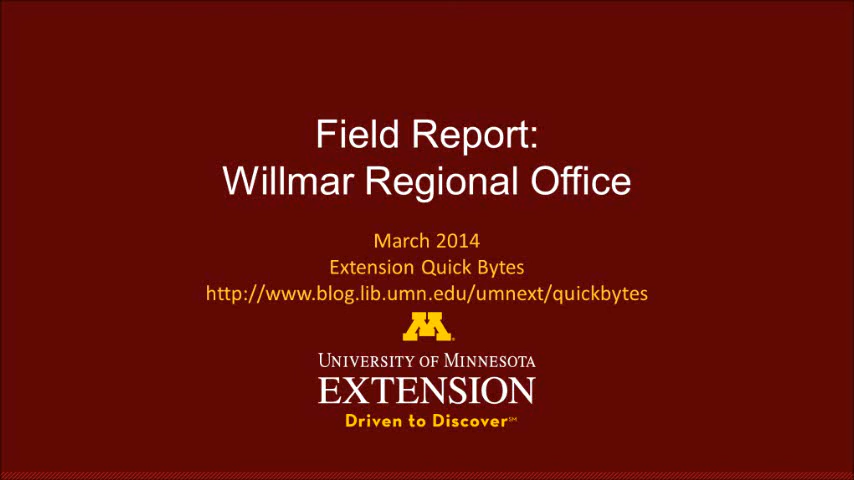 Field Report:
Willmar Regional Office
March 2014
Extension Quick Bytes
http://www.blog.lib.umn.edu/umnext/quickbytes
M
UNIVERSITY OF MINNESOTA
EXTENSION
Driven to Discover℠